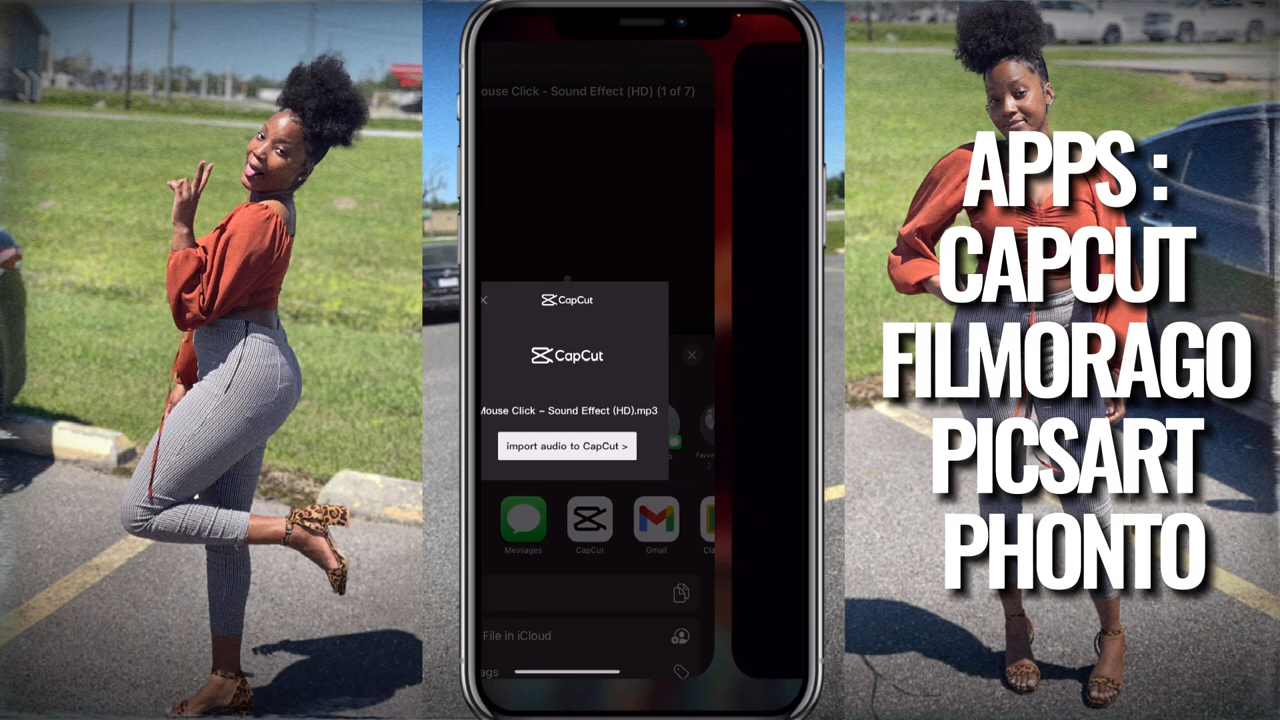 ouse Click - Sound Effect (HD) (1 of 7)
CapCut
CapCut
Mouse Click - Sound Effect (HD).mp3
import audio to CapCut >
Messages
CapCut
Gmail
File in iCloud
APPS :
CAPCUT
FILMORAGO
PICSART
PHONTO